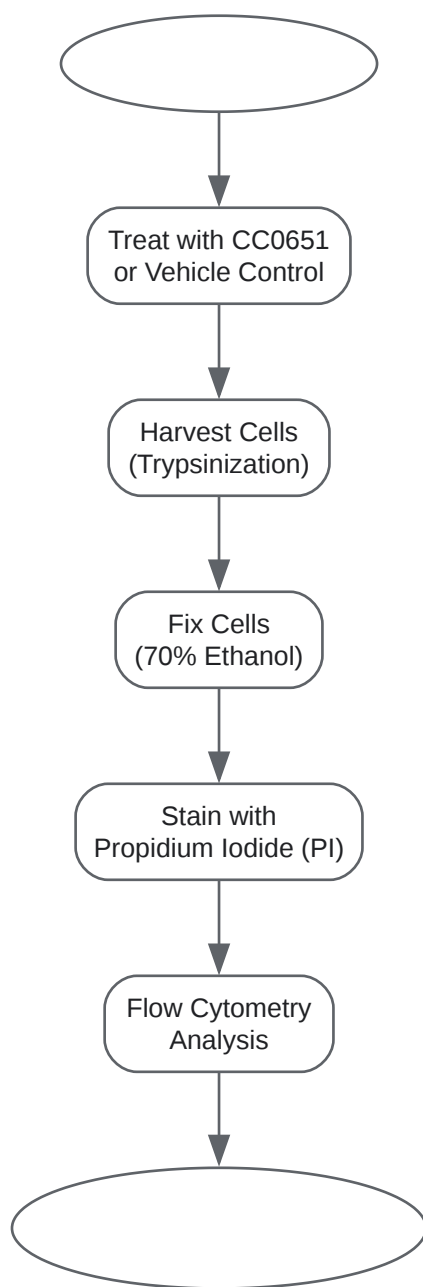 Treat with CC0651
or Vehicle Control
Harvest Cells
(Trypsinization)
Fix Cells
(70% Ethanol)
Stain with
Propidium Iodide (PI)
Flow Cytometry
Analysis